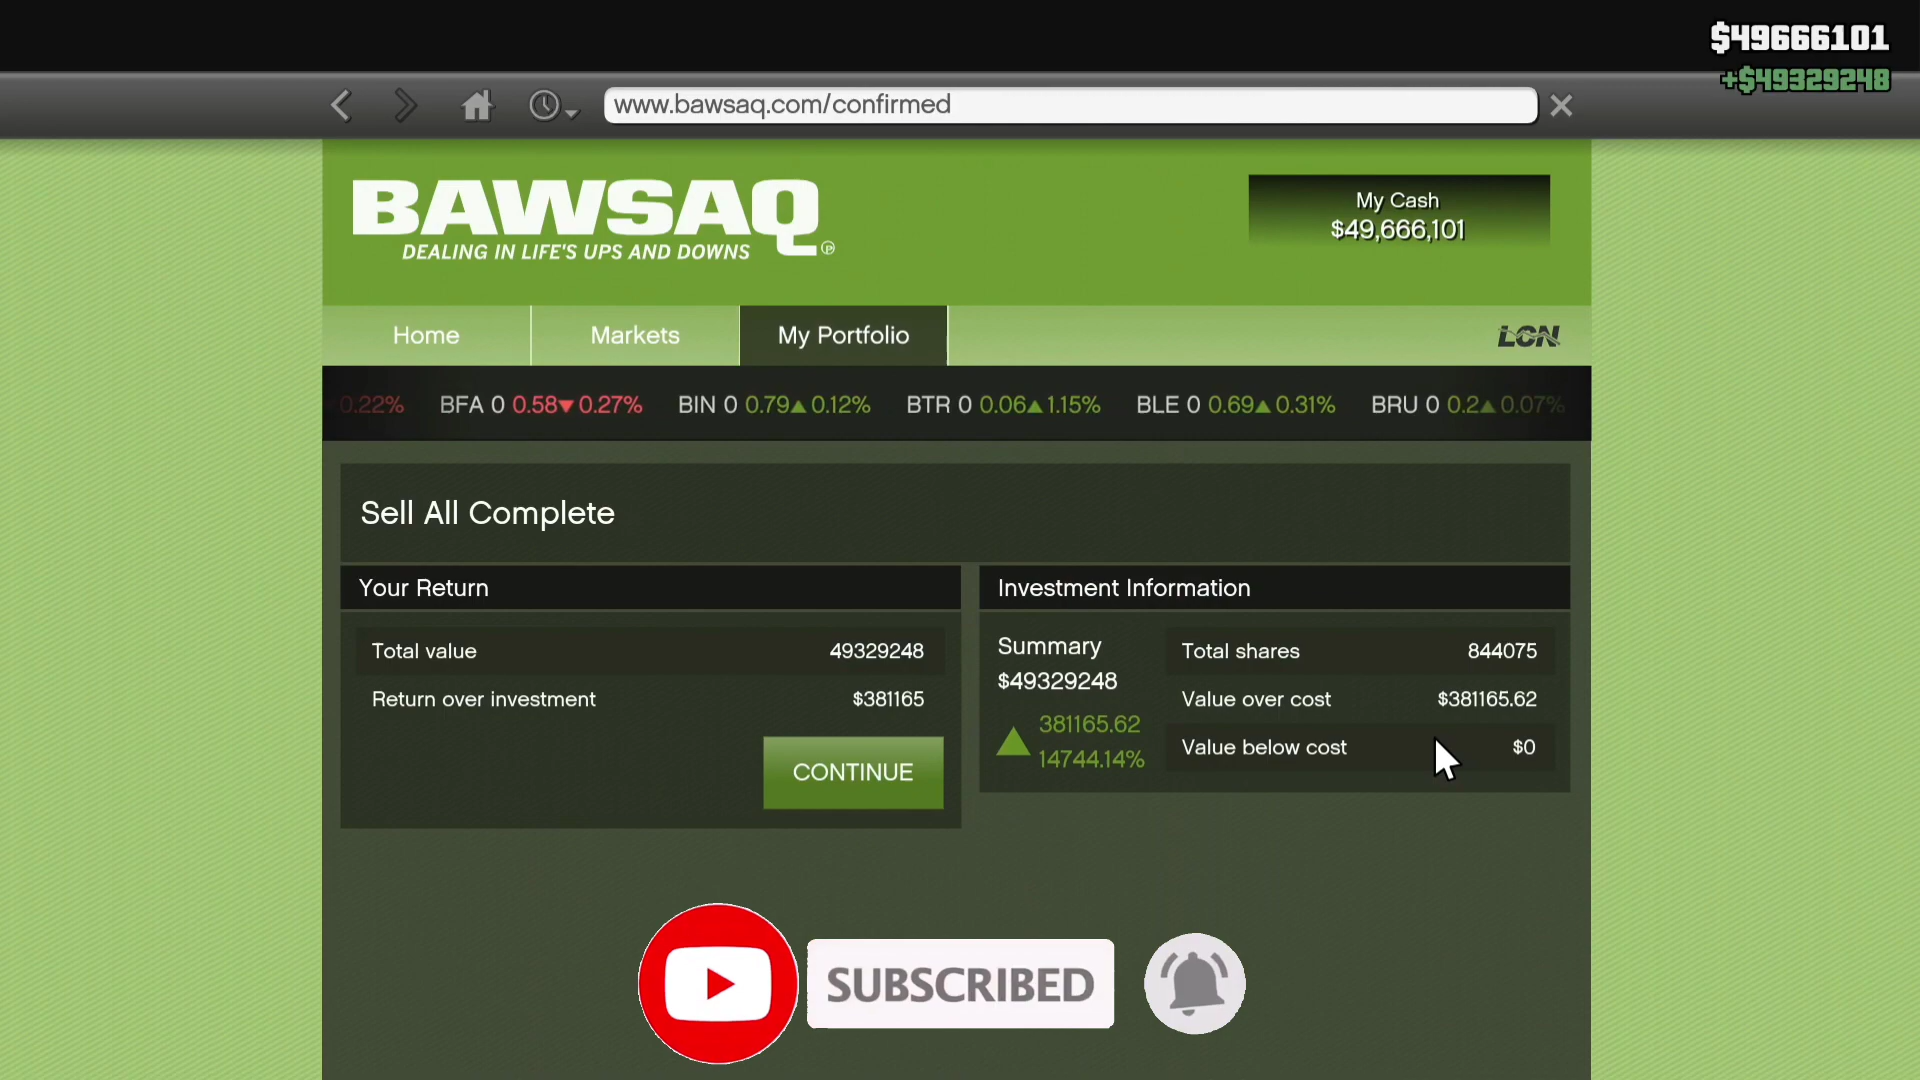 $49666101
+$49329248
www.bawsaq.com/confirmed
BAWSAQ
DEALING IN LIFE'S UPS AND DOWNS
My Cash
$49,666,101
Home
Markets
My Portfolio
LCN
0.22% BFA 0 0.58▼0.27% BIN 0 0.79▲0.12% BTR 0 0.06▲1.15% BLE 0 0.69▲0.31% BRU 0 0.2▲0.07%
Sell All Complete
Your Return
Total value 49329248
Return over investment $381165
CONTINUE
Investment Information
Summary
$49329248
381165.62
14744.14%
Total shares 844075
Value over cost $381165.62
Value below cost $0
SUBSCRIBED